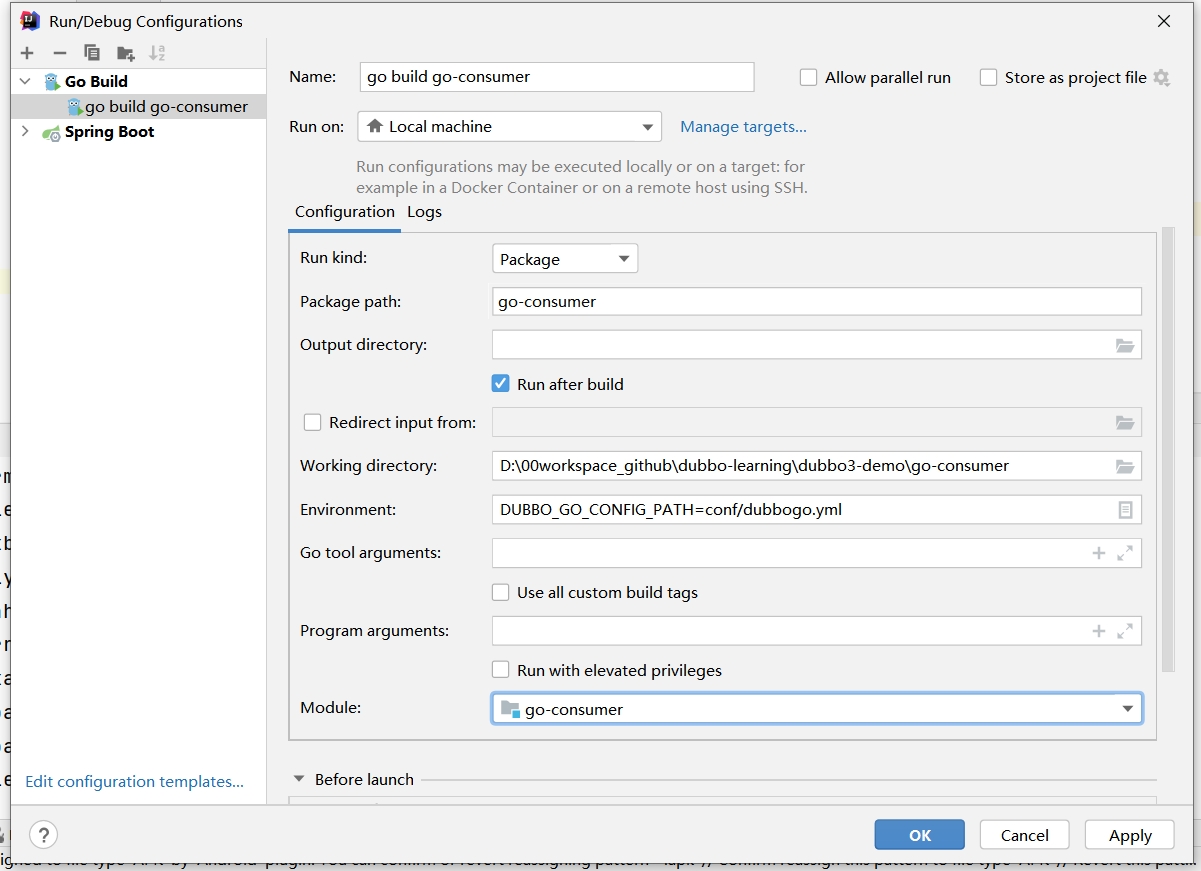 Run/Debug Configurations
Go Build
go build go-consumer
Spring Boot
Edit configuration templates...
Name: go build go-consumer
Allow parallel run
Store as project file
Run on: Local machine
Manage targets...
Run configurations may be executed locally or on a target: for
example in a Docker Container or on a remote host using SSH.
Configuration Logs
Run kind: Package
Package path: go-consumer
Output directory:
Run after build
Redirect input from:
Working directory: D:\00workspace_github\dubbo-learning\dubbo3-demo\go-consumer
Environment: DUBBO_GO_CONFIG_PATH=conf/dubbogo.yml
Go tool arguments:
Use all custom build tags
Program arguments:
Run with elevated privileges
Module: go-consumer
Before launch
?
OK Cancel Apply